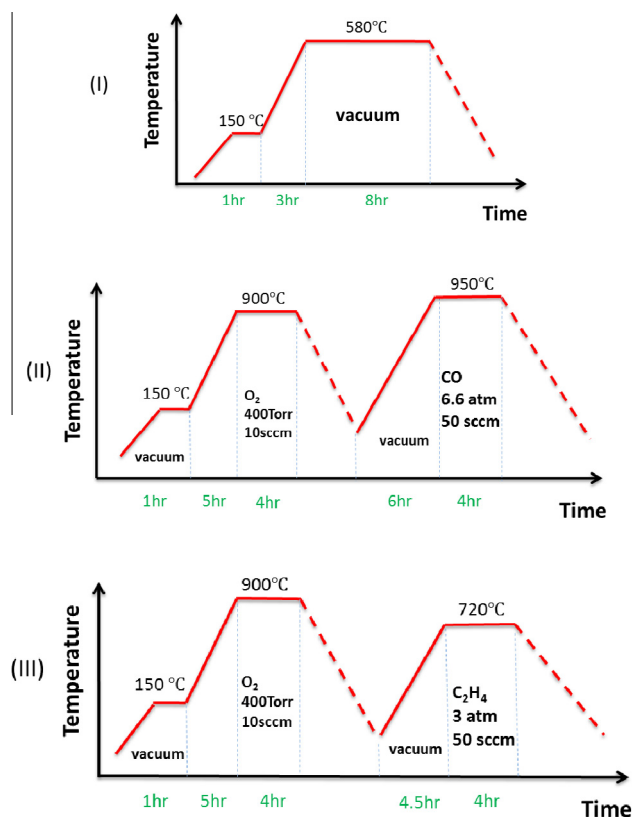 (I)
Temperature
580℃
150 ℃
vacuum
1hr 3hr 8hr
Time
(II)
Temperature
900℃ 950℃
150 ℃
O₂
400Torr
10sccm
CO
6.6 atm
50 sccm
vacuum vacuum
1hr 5hr 4hr 6hr 4hr
Time
(III)
Temperature
900℃
720℃
150 ℃
O₂
400Torr
10sccm
C₂H₄
3 atm
50 sccm
vacuum vacuum
1hr 5hr 4hr 4.5hr 4hr
Time